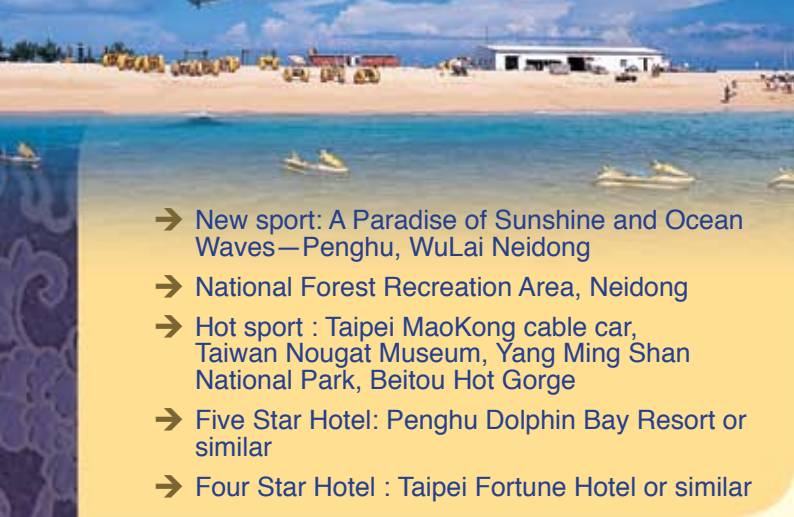 ➔ New sport: A Paradise of Sunshine and Ocean
Waves—Penghu, WuLai Neidong
➔ National Forest Recreation Area, Neidong
➔ Hot sport : Taipei MaoKong cable car,
Taiwan Nougat Museum, Yang Ming Shan
National Park, Beitou Hot Gorge
➔ Five Star Hotel: Penghu Dolphin Bay Resort or
similar
➔ Four Star Hotel : Taipei Fortune Hotel or similar